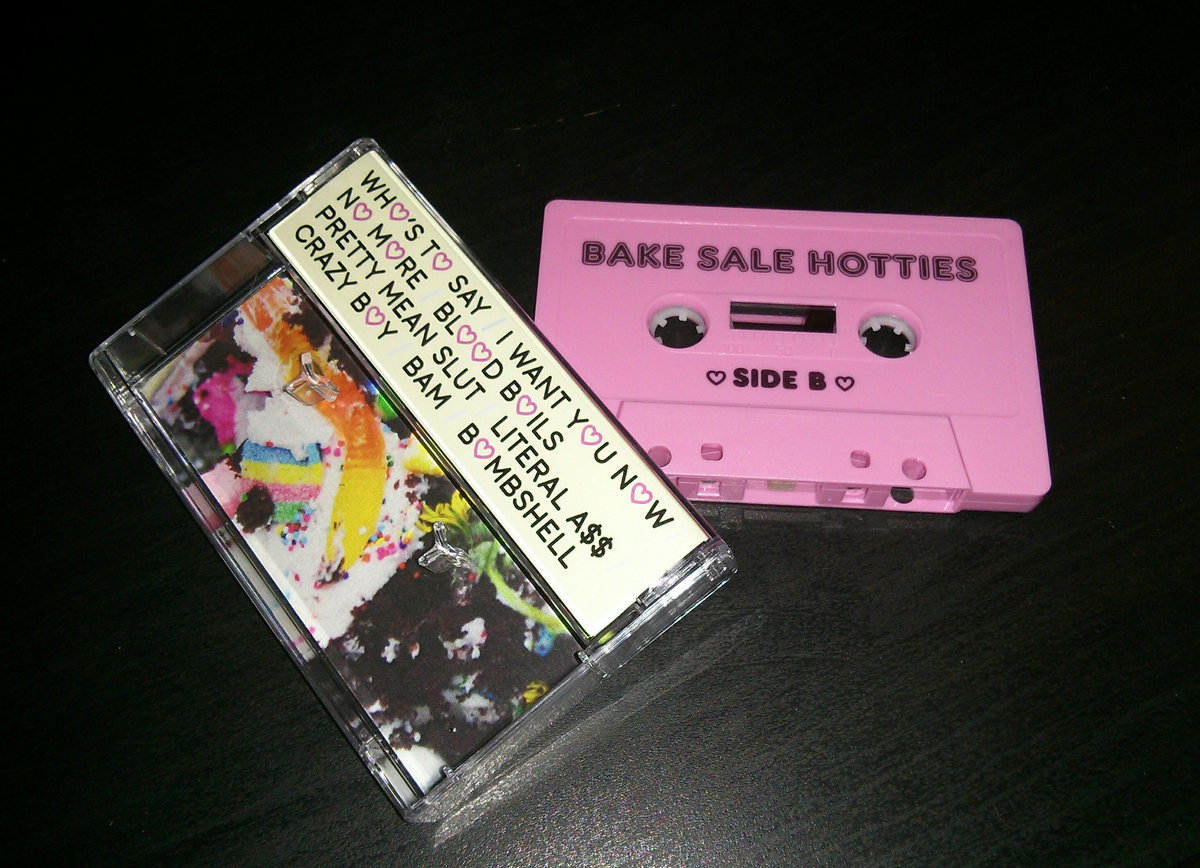 WHO'S TO SAY / I WANT YOU NOW /
NO MORE / BLOOD BOILS
PRETTY MEAN SLUT / LITERAL A$$ /
CRAZY BOY / BAM / BOMBSHELL
BAKE SALE HOTTIES
♡ SIDE B ♡